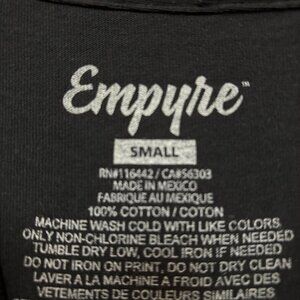 Empyre™
SMALL
RN#116442 / CA#56303
MADE IN MEXICO
FABRIQUE AU MEXIQUE
100% COTTON / COTON
MACHINE WASH COLD WITH LIKE COLORS
ONLY NON-CHLORINE BLEACH WHEN NEEDED
TUMBLE DRY LOW, COOL IRON IF NEEDED
DO NOT IRON ON PRINT, DO NOT DRY CLEAN
LAVER A LA MACHINE A FROID AVEC DES
VETEMENTS DE COULEURS SIMILAIRES